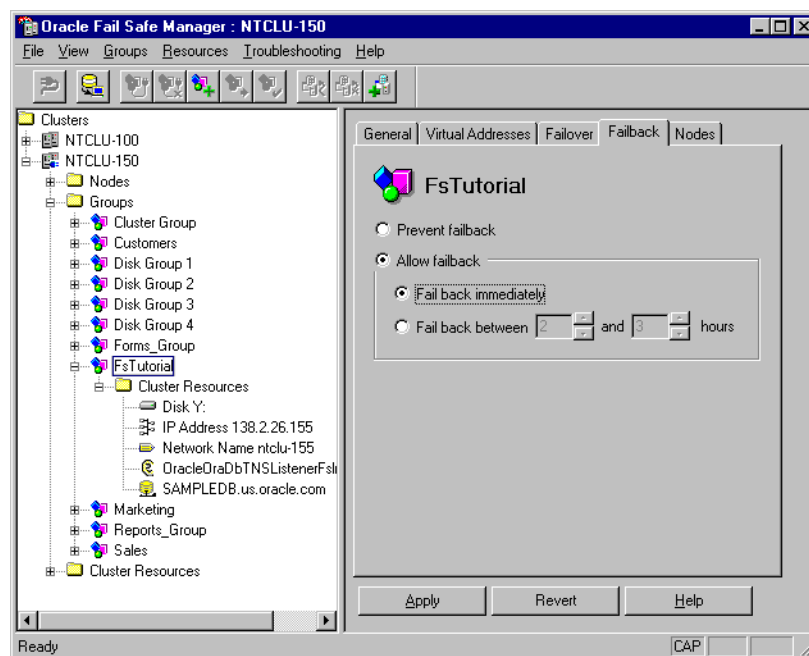 Oracle Fail Safe Manager : NTCLU-150
File View Groups Resources Troubleshooting Help
Clusters
NTCLU-100
NTCLU-150
Nodes
Groups
Cluster Group
Customers
Disk Group 1
Disk Group 2
Disk Group 3
Disk Group 4
Forms_Group
FsTutorial
Cluster Resources
Disk Y:
IP Address 138.2.26.155
Network Name ntclu-155
OracleOraDbTNSListenerFslr
SAMPLEDB.us.oracle.com
Marketing
Reports_Group
Sales
Cluster Resources
General Virtual Addresses Failover Failback Nodes
FsTutorial
Prevent failback
Allow failback
Fail back immediately
Fail back between 2 and 3 hours
Apply Revert Help
Ready CAP